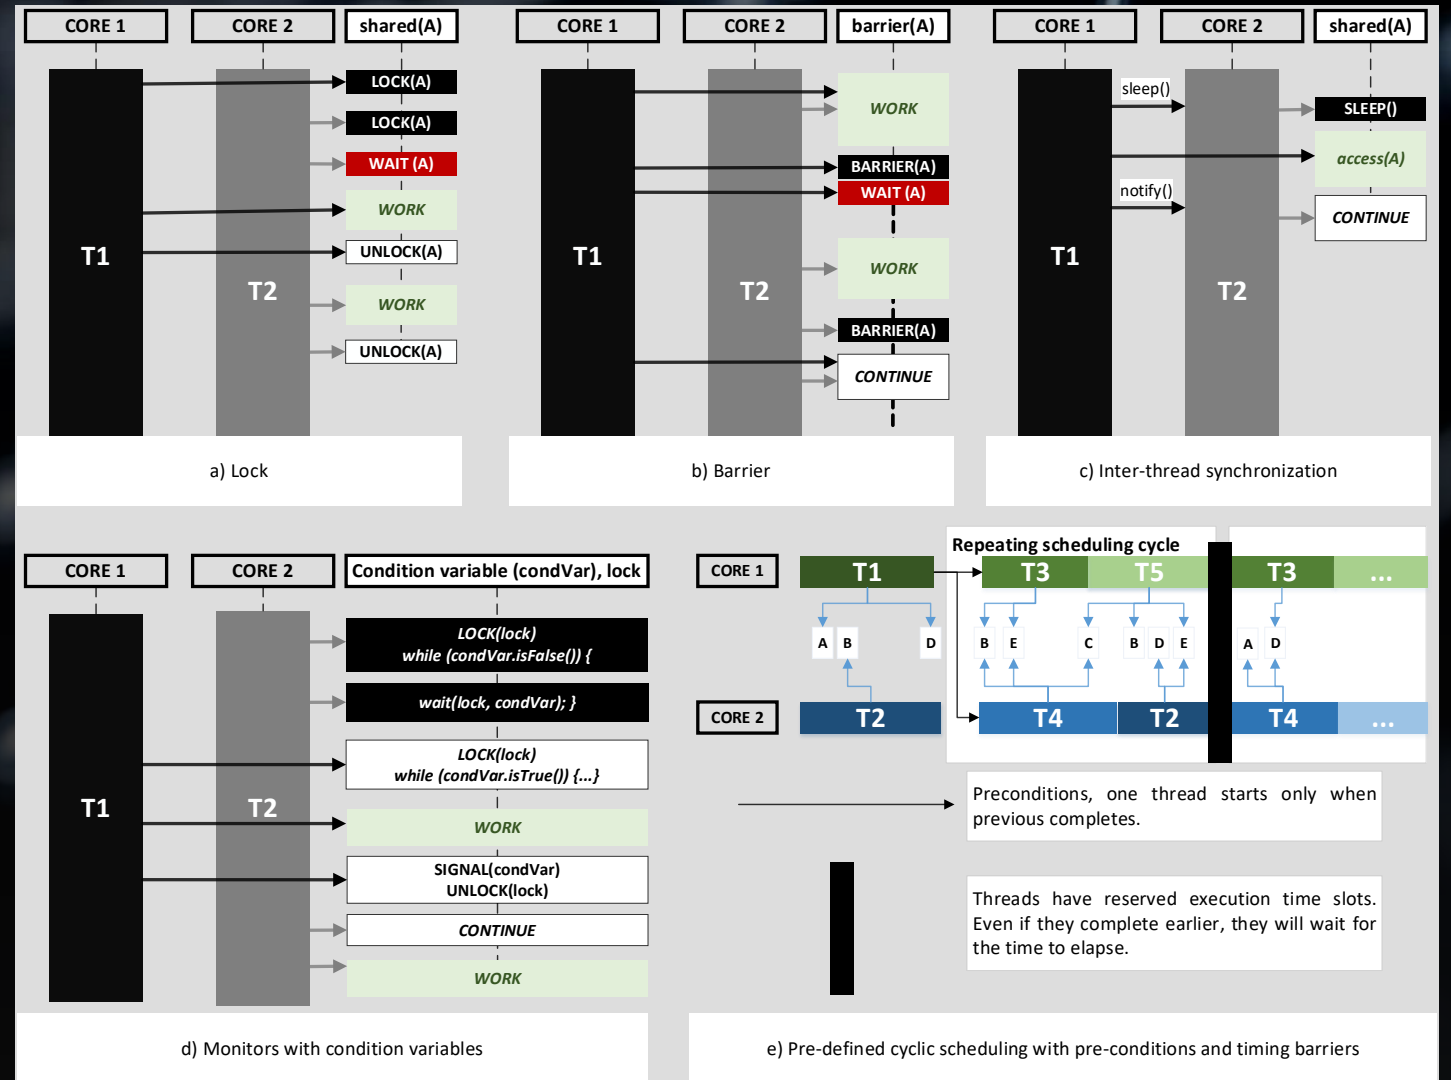 CORE 1
CORE 2
shared(A)
LOCK(A)
LOCK(A)
WAIT (A)
WORK
UNLOCK(A)
WORK
UNLOCK(A)
T1
T2
a) Lock
CORE 1
CORE 2
barrier(A)
WORK
BARRIER(A)
WAIT (A)
WORK
BARRIER(A)
CONTINUE
T1
T2
b) Barrier
CORE 1
CORE 2
shared(A)
sleep()
SLEEP()
access(A)
notify()
CONTINUE
T1
T2
c) Inter-thread synchronization
CORE 1
CORE 2
Condition variable (condVar), lock
LOCK(lock)
while (condVar.isFalse()) {
wait(lock, condVar); }
LOCK(lock)
while (condVar.isTrue()) {...}
T1
T2
WORK
SIGNAL(condVar)
UNLOCK(lock)
CONTINUE
WORK
d) Monitors with condition variables
Repeating scheduling cycle
CORE 1
T1
T3
T5
T3
...
A
B
D
B
E
C
B
D
E
A
D
CORE 2
T2
T4
T2
T4
...
Preconditions, one thread starts only when
previous completes.
Threads have reserved execution time slots.
Even if they complete earlier, they will wait for
the time to elapse.
e) Pre-defined cyclic scheduling with pre-conditions and timing barriers